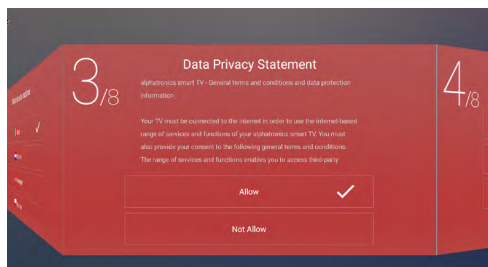 3/8
Data Privacy Statement
alphatronics smart TV - General terms and conditions and data protection
information
Your TV must be connected to the internet in order to use the internet-based
range of services and functions of your alphatronics smart TV. You must
also provide your consent to the following general terms and conditions.
The range of services and functions enables you to access third-party
Allow
Not Allow
4/8